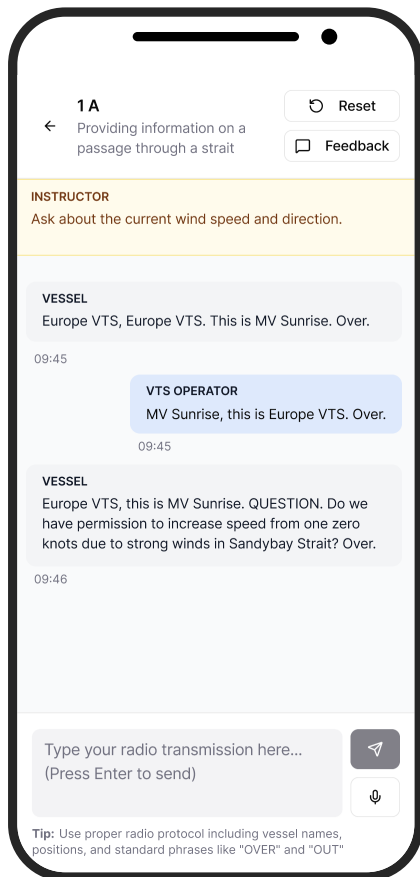 1 A
Providing information on a
passage through a strait
Reset
Feedback
INSTRUCTOR
Ask about the current wind speed and direction.
VESSEL
Europe VTS, Europe VTS. This is MV Sunrise. Over.
09:45
VTS OPERATOR
MV Sunrise, this is Europe VTS. Over.
09:45
VESSEL
Europe VTS, this is MV Sunrise. QUESTION. Do we
have permission to increase speed from one zero
knots due to strong winds in Sandybay Strait? Over.
09:46
Type your radio transmission here...
(Press Enter to send)
Tip: Use proper radio protocol including vessel names,
positions, and standard phrases like "OVER" and "OUT"